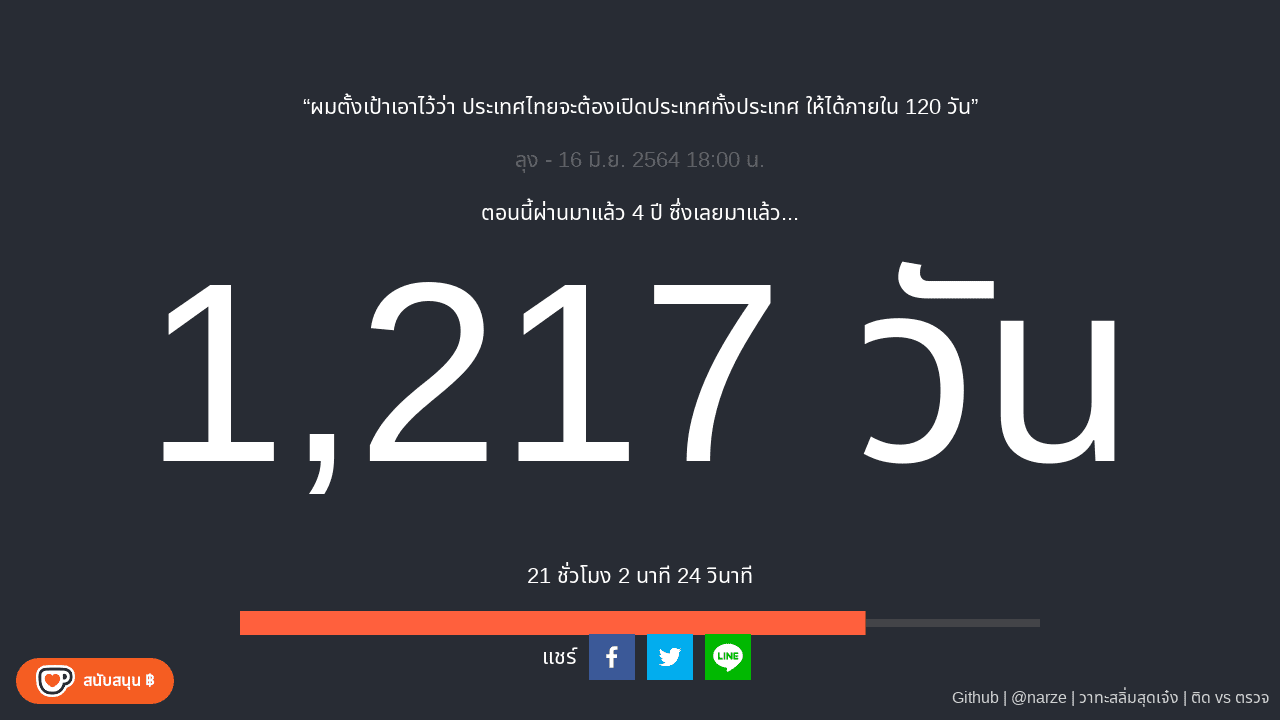 “ผมตั้งเป้าเอาไว้ว่า ประเทศไทยจะต้องเปิดประเทศทั้งประเทศ ให้ได้ภายใน 120 วัน”
ลุง - 16 มิ.ย. 2564 18:00 น.
ตอนนี้ผ่านมาแล้ว 4 ปี ซึ่งเลยมาแล้ว...
1,217 วัน
21 ชั่วโมง 2 นาที 24 วินาที
แชร์
LINE
สนับสนุน ฿
Github | @narze | วาทะสลิ่มสุดเจ๋ง | ติด vs ตรวจ